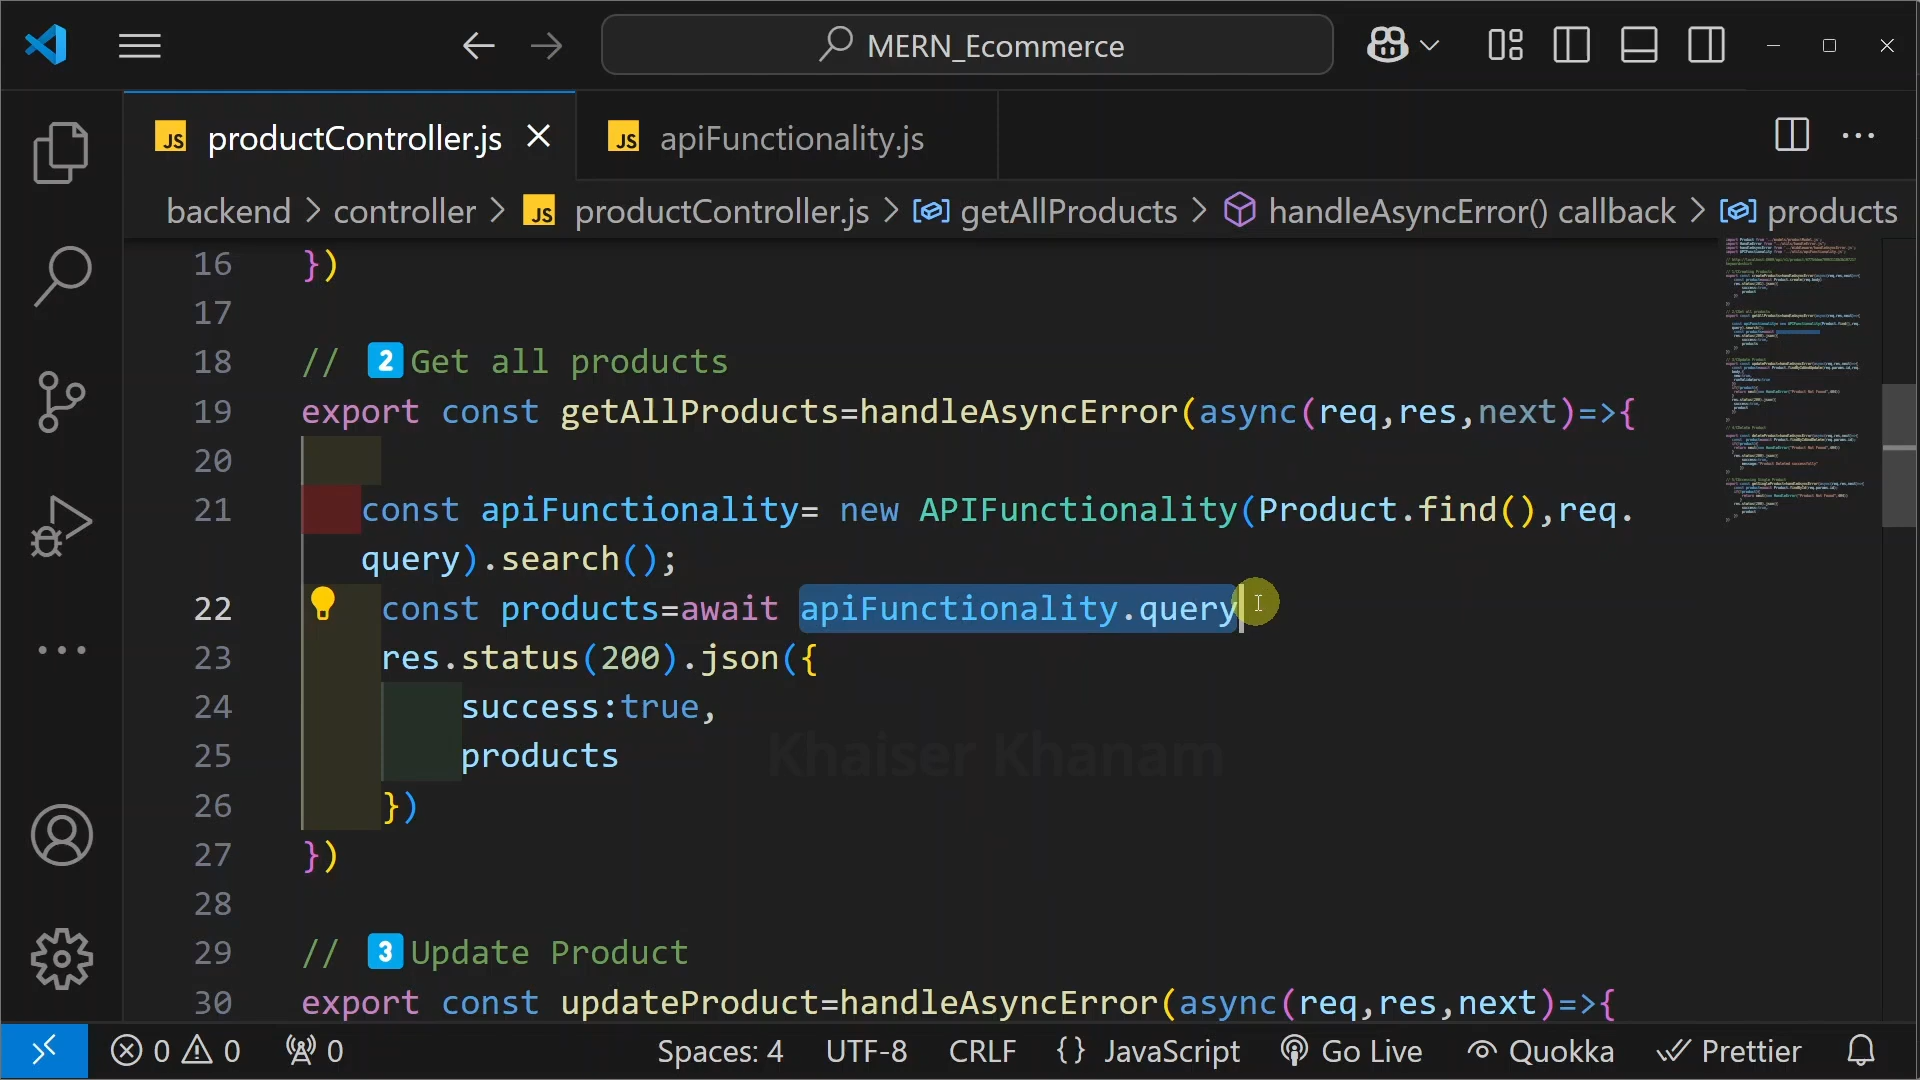 MERN_Ecommerce
JS productController.js
JS apiFunctionality.js
backend > controller > JS productController.js > getAllProducts > handleAsyncError() callback > products
16 })
17
18 // 2 Get all products
19 export const getAllProducts=handleAsyncError(async(req,res,next)=>{
20
21 const apiFunctionality= new APIFunctionality(Product.find(),req.
query).search();
22 const products=await apiFunctionality.query
23 res.status(200).json({
24 success:true,
25 products
Khaiser Khanam
26 })
27 })
28
29 // 3 Update Product
30 export const updateProduct=handleAsyncError(async(req,res,next)=>{
0 0 0 Spaces: 4 UTF-8 CRLF {} JavaScript Go Live Quokka Prettier